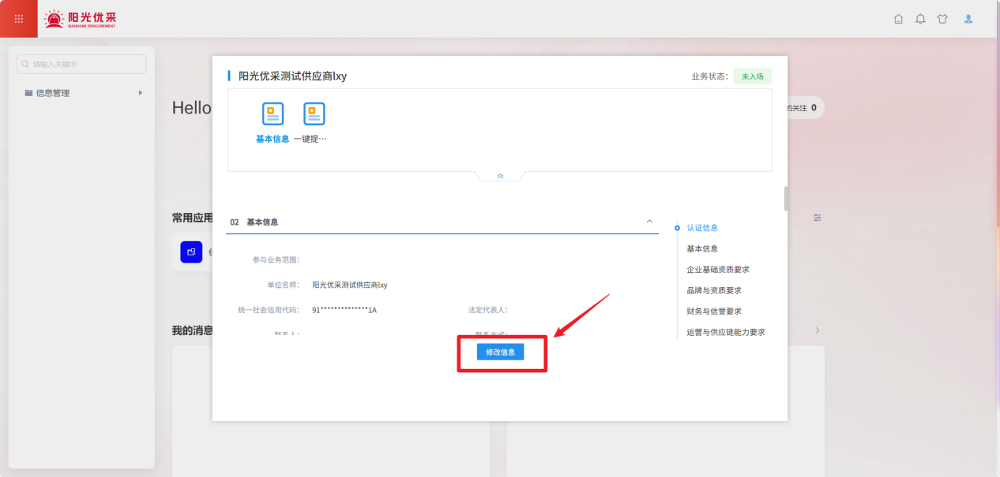 阳光优采
SUNSHINE PROCUREMENT
请输入关键字
信息管理
Hello
的关注 0
阳光优采测试供应商lxy
业务状态：
未入场
基本信息
一键提…
常用应用
02 基本信息
参与业务范围：
单位名称： 阳光优采测试供应商lxy
统一社会信用代码： 91**************1A
法定代表人：
联系人：
联系方式：
修改信息
认证信息
基本信息
企业基础资质要求
品牌与资质要求
财务与信誉要求
运营与供应链能力要求
我的消息